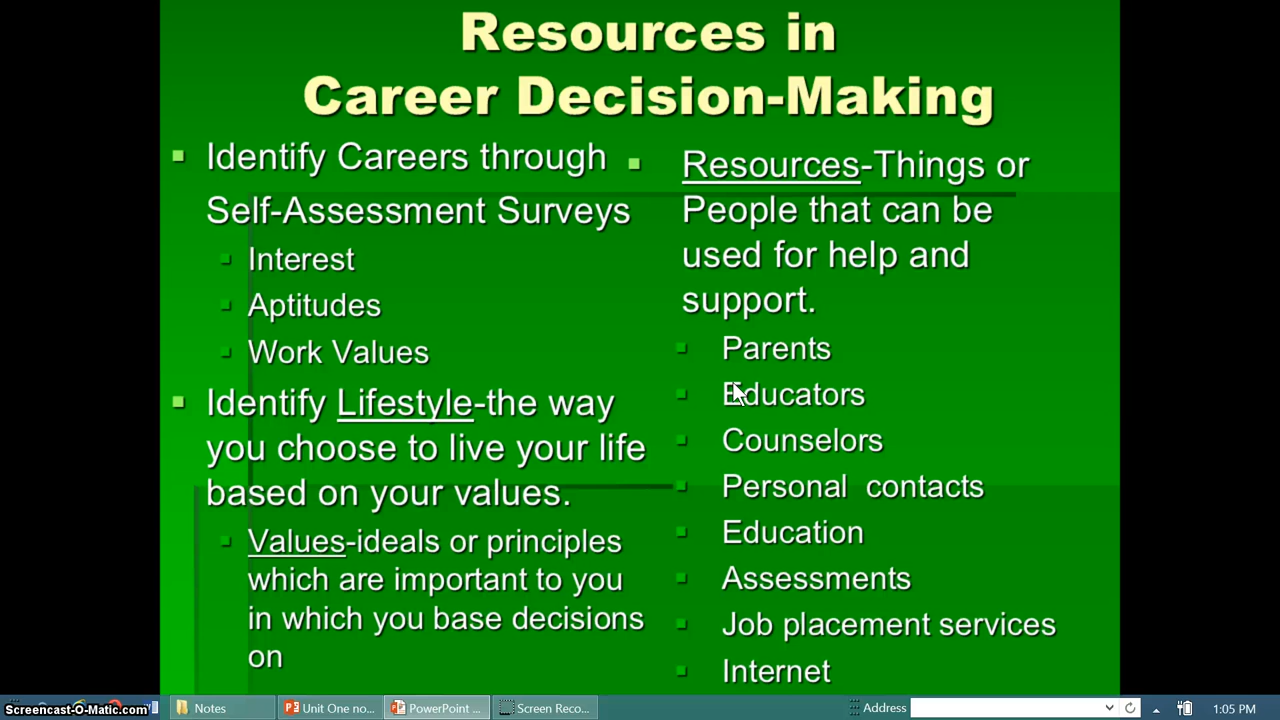 Resources in
Career Decision-Making
Identify Careers through
Self-Assessment Surveys
Interest
Aptitudes
Work Values
Identify Lifestyle-the way
you choose to live your life
based on your values.
Values-ideals or principles
which are important to you
in which you base decisions
on
Resources-Things or
People that can be
used for help and
support.
Parents
Educators
Counselors
Personal contacts
Education
Assessments
Job placement services
Internet
Screencast-O-Matic.com
Notes
Unit One no...
PowerPoint ...
Screen Reco...
Address
1:05 PM